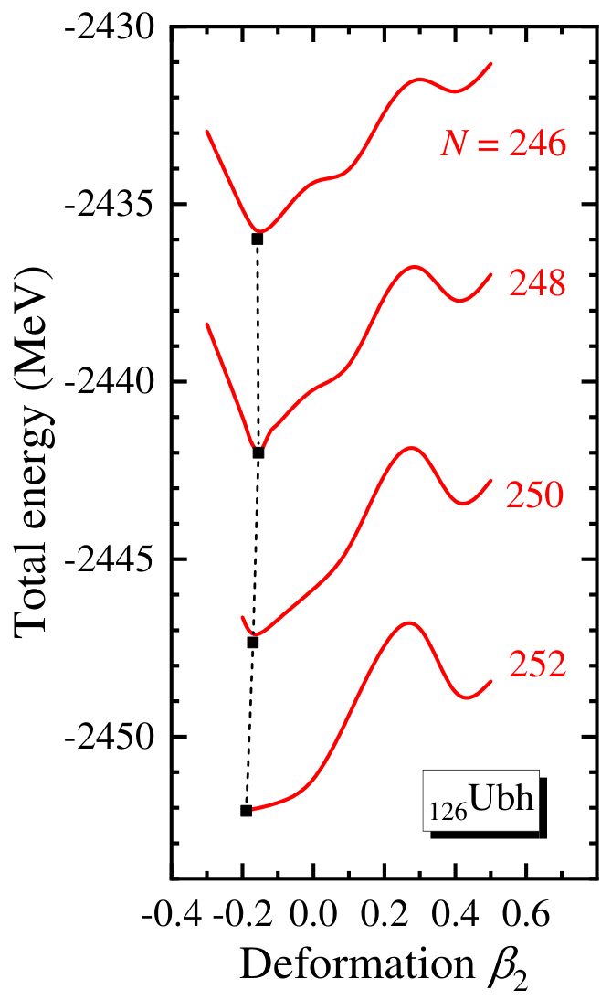 Total energy (MeV)
-2430
-2435
-2440
-2445
-2450
N = 246
248
250
252
₁₂₆Ubh
-0.4 -0.2 0.0 0.2 0.4 0.6
Deformation β₂